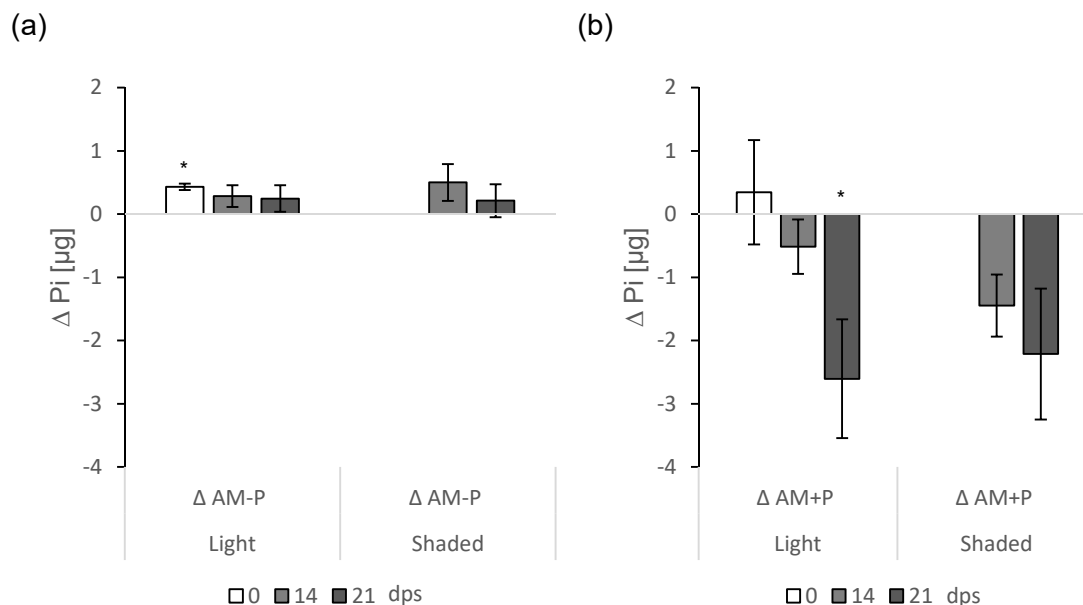 (a)
Δ Pi [µg]
2
1
0
-1
-2
-3
-4
*
Δ AM-P
Δ AM-P
Light
Shaded
0 14 21 dps
(b)
Δ Pi [µg]
2
1
0
-1
-2
-3
-4
*
Δ AM+P
Δ AM+P
Light
Shaded
0 14 21 dps